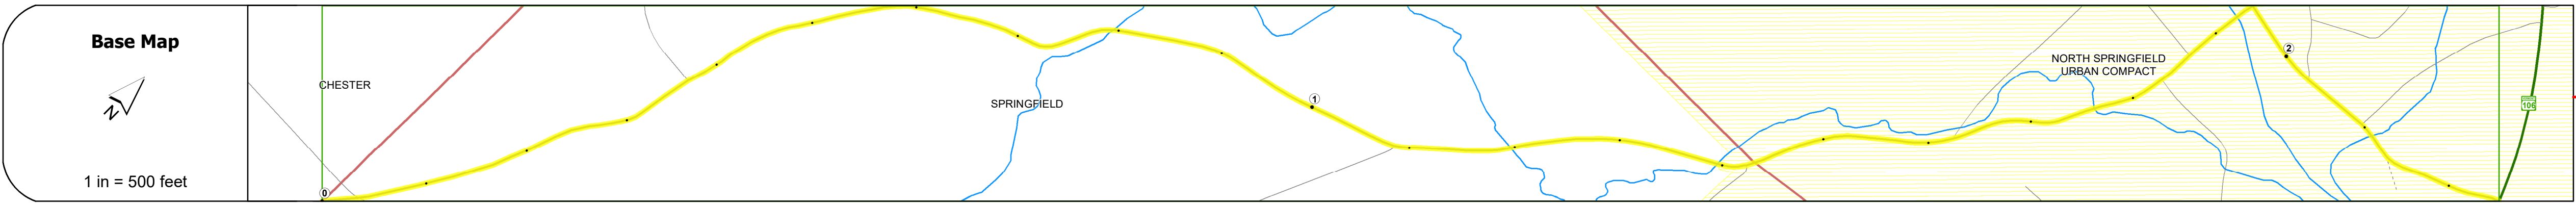 Base Map
N
1 in = 500 feet
CHESTER
0
SPRINGFIELD
1
NORTH SPRINGFIELD
URBAN COMPACT
2
106